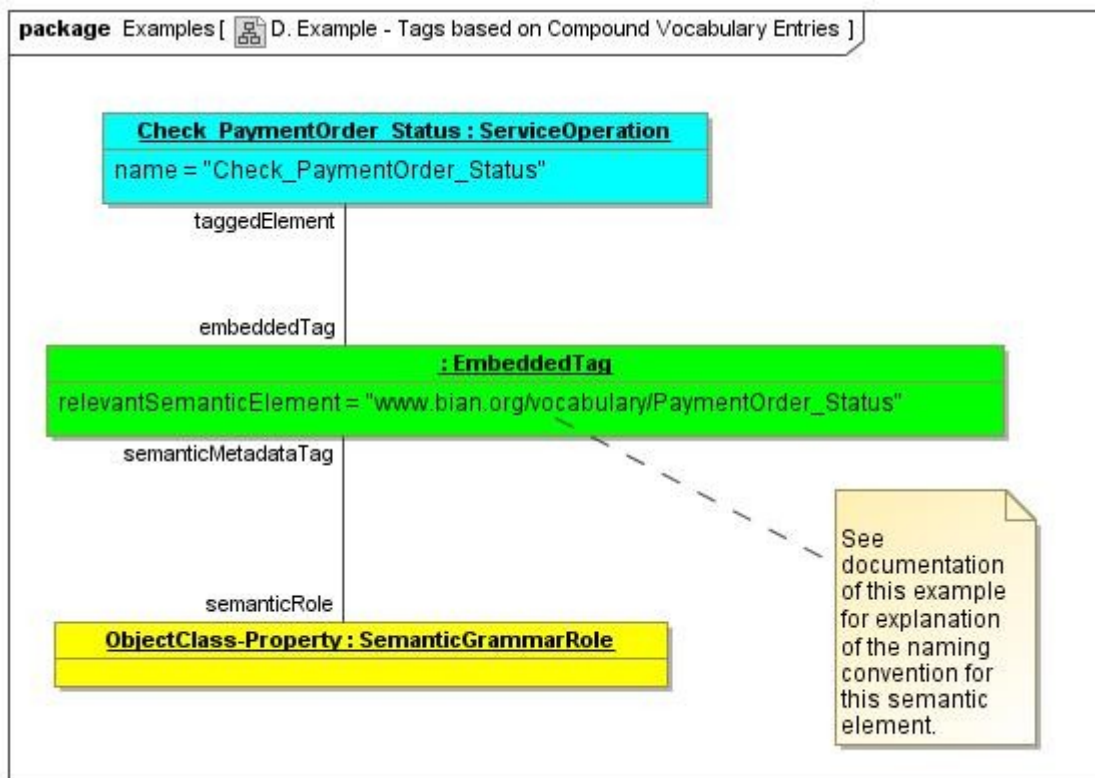 package Examples [ D. Example - Tags based on Compound Vocabulary Entries ]
Check_PaymentOrder_Status : ServiceOperation
name = "Check_PaymentOrder_Status"
taggedElement
embeddedTag
: EmbeddedTag
relevantSemanticElement = "www.bian.org/vocabulary/PaymentOrder_Status"
semanticMetadataTag
semanticRole
ObjectClass-Property : SemanticGrammarRole
See
documentation
of this example
for explanation
of the naming
convention for
this semantic
element.